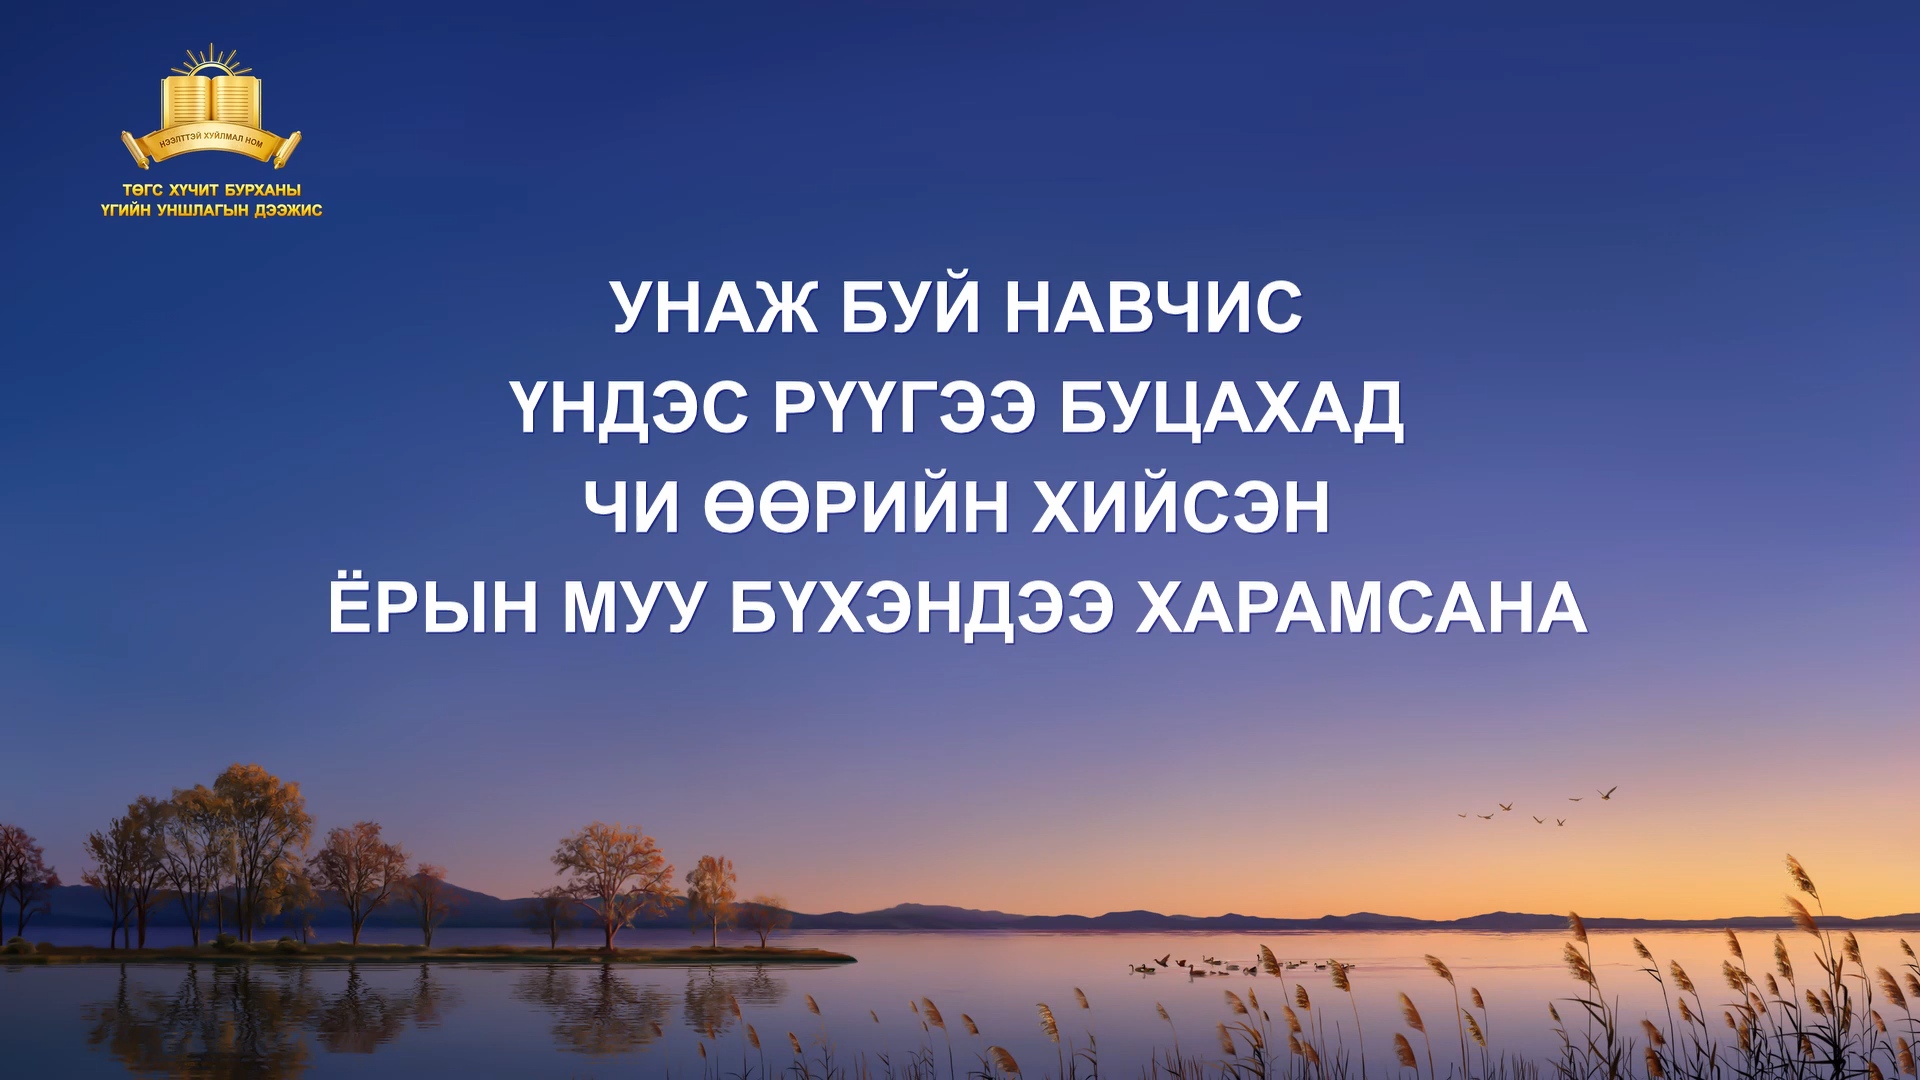 НЭЭЛТТЭЙ ХУЙЛМАЛ НОМ
ТӨГС ХҮЧИТ БУРХАНЫ
ҮГИЙН УНШЛАГЫН ДЭЭЖИС
УНАЖ БУЙ НАВЧИС
ҮНДЭС РҮҮГЭЭ БУЦАХАД
ЧИ ӨӨРИЙН ХИЙСЭН
ЁРЫН МУУ БҮХЭНДЭЭ ХАРАМСАНА